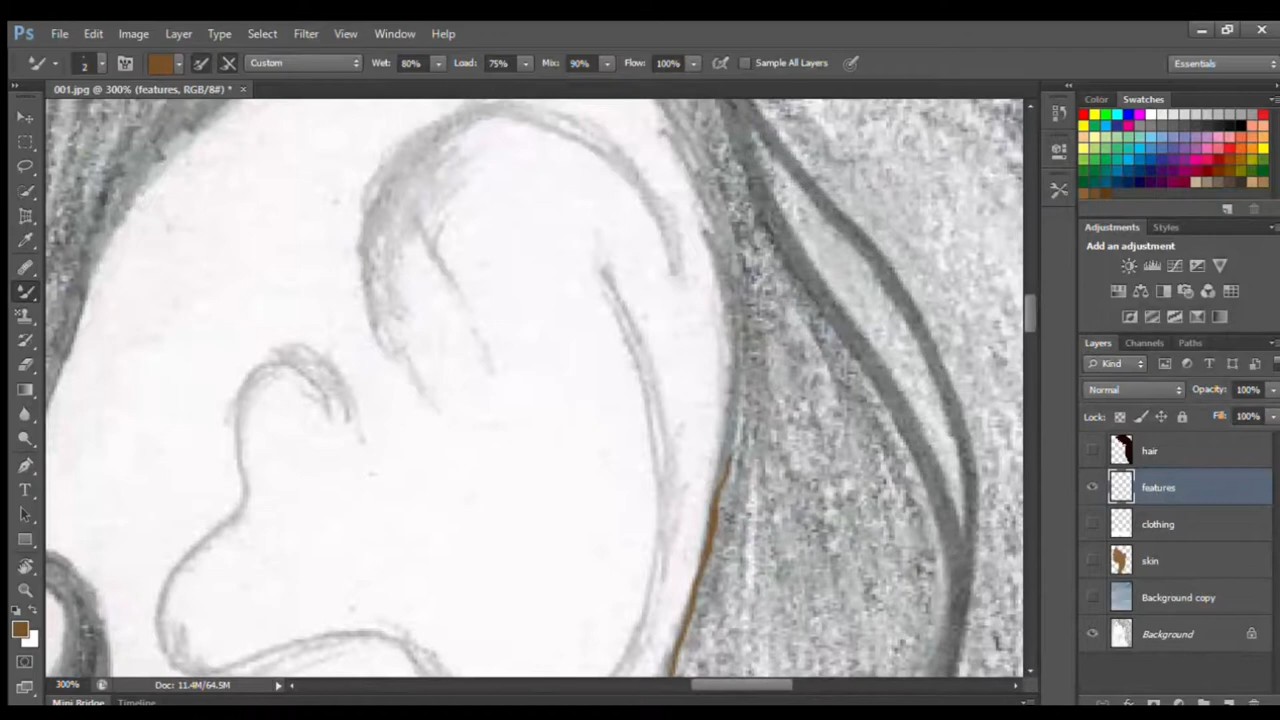 Ps File Edit Image Layer Type Select Filter View Window Help
2 Custom Wet: 80% Load: 75% Mix: 90% Flow: 100% Sample All Layers Essentials
001.jpg @ 300% (features, RGB/8#) *
Color Swatches
Adjustments Styles
Add an adjustment
Layers Channels Paths
Kind
Normal Opacity: 100%
Lock: Fill: 100%
hair
features
clothing
skin
Background copy
Background
300% Doc: 11.4M/64.5M
Mini Bridge Timeline